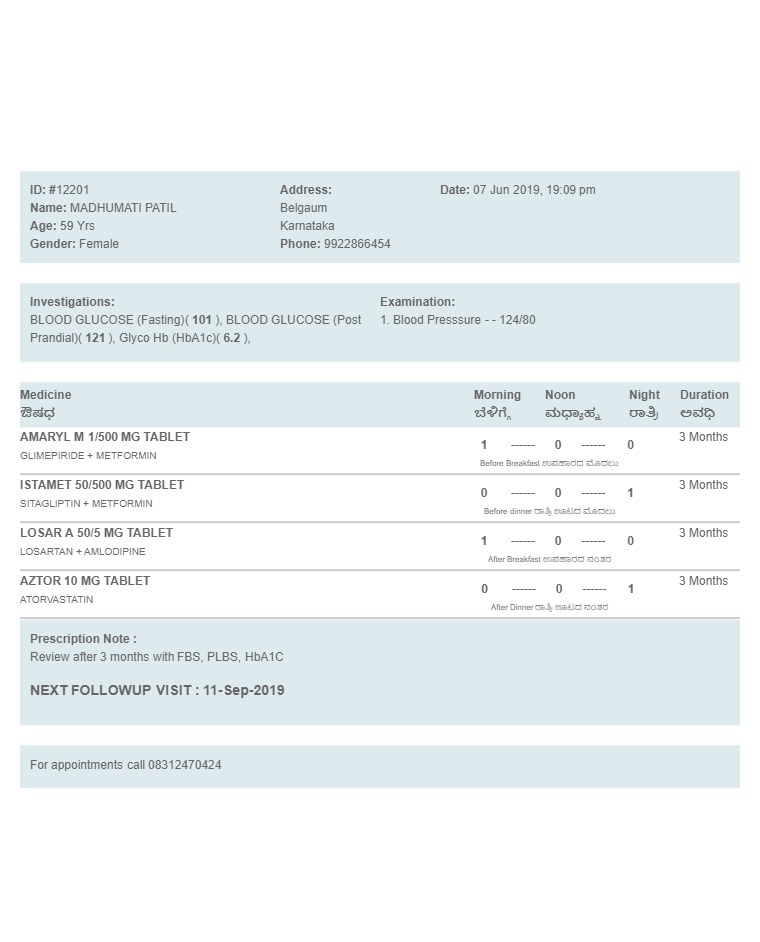 ID: #12201
Name: MADHUMATI PATIL
Age: 59 Yrs
Gender: Female
Address:
Belgaum
Karnataka
Phone: 9922866454
Date: 07 Jun 2019, 19:09 pm
Investigations:
BLOOD GLUCOSE (Fasting)( 101 ), BLOOD GLUCOSE (Post
Prandial)( 121 ), Glyco Hb (HbA1c)( 6.2 ),
Examination:
1. Blood Presssure - - 124/80
Medicine Morning Noon Night Duration
ಔಷಧ ಬೆಳಿಗ್ಗೆ ಮಧ್ಯಾಹ್ನ ರಾತ್ರಿ ಅವಧಿ
AMARYL M 1/500 MG TABLET 1 ------ 0 ------ 0 3 Months
GLIMEPIRIDE + METFORMIN
Before Breakfast ಉಪಹಾರದ ಮೊದಲು
ISTAMET 50/500 MG TABLET 0 ------ 0 ------ 1 3 Months
SITAGLIPTIN + METFORMIN
Before dinner ರಾತ್ರಿ ಊಟದ ಮೊದಲು
LOSAR A 50/5 MG TABLET 1 ------ 0 ------ 0 3 Months
LOSARTAN + AMLODIPINE
After Breakfast ಉಪಹಾರದ ನಂತರ
AZTOR 10 MG TABLET 0 ------ 0 ------ 1 3 Months
ATORVASTATIN
After Dinner ರಾತ್ರಿ ಊಟದ ನಂತರ
Prescription Note :
Review after 3 months with FBS, PLBS, HbA1C
NEXT FOLLOWUP VISIT : 11-Sep-2019
For appointments call 08312470424